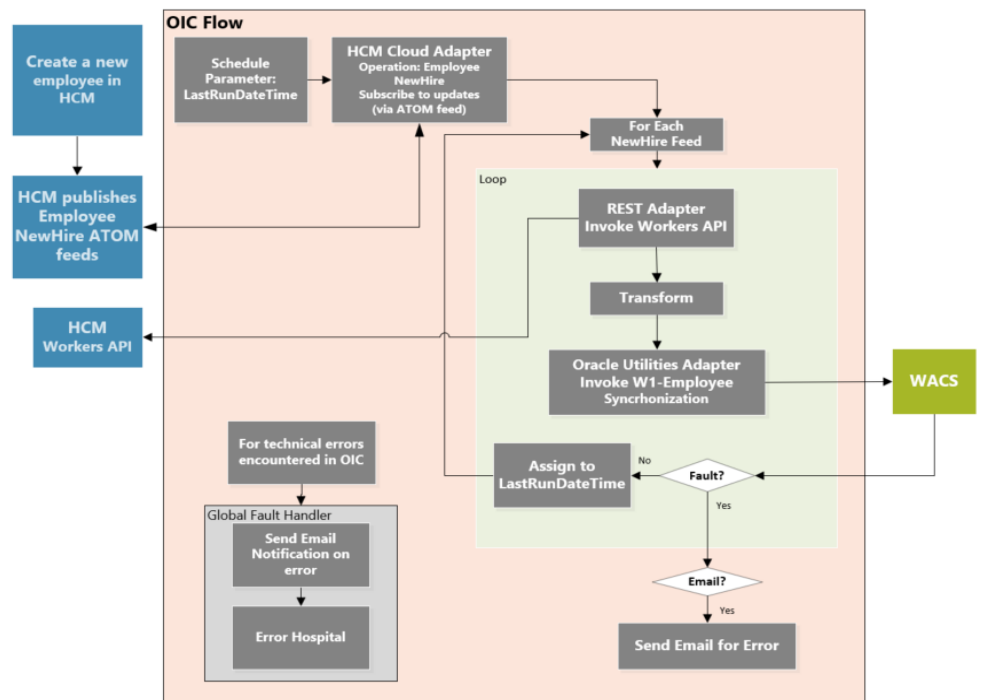 OIC Flow
Create a new
employee in
HCM
Schedule
Parameter:
LastRunDateTime
HCM Cloud Adapter
Operation: Employee
NewHire
Subscribe to updates
(via ATOM feed)
For Each
NewHire Feed
HCM publishes
Employee
NewHire ATOM
feeds
Loop
REST Adapter
Invoke Workers API
Transform
HCM
Workers API
Oracle Utilities Adapter
Invoke W1-Employee
Syncrhonization
WACS
For technical errors
encountered in OIC
Assign to
LastRunDateTime
No
Fault?
Yes
Global Fault Handler
Send Email
Notification on
error
Email?
Yes
Error Hospital
Send Email for Error